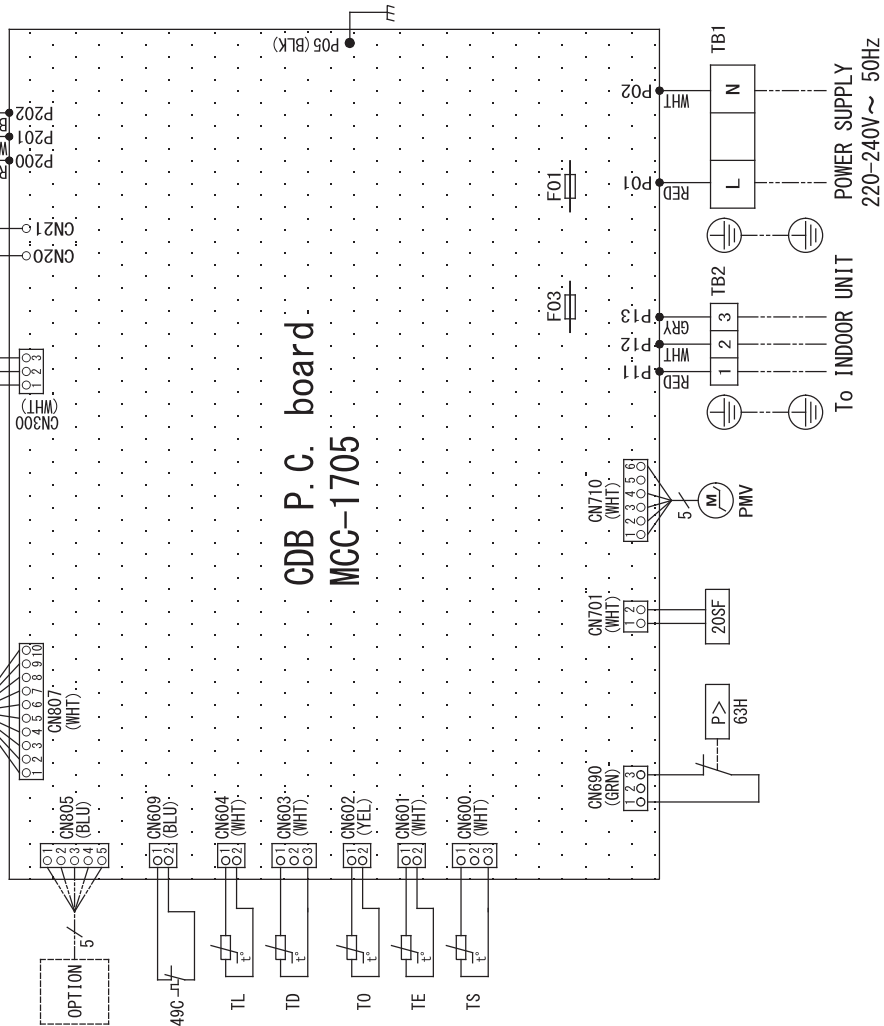 P05(BLK)
P202
P201
P200
CN21
CN20
1 2 3
CN300
(WHT)
CDB P.C. board
MCC-1705
F01
F03
P02
WHT
P01
RED
P13
GRY
P12
WHT
P11
RED
TB1
N
L
POWER SUPPLY
220-240V～ 50Hz
TB2
3
2
1
To INDOOR UNIT
CN710
(WHT)
1 2 3 4 5 6
5
M
PMV
CN701
(WHT)
1 2
20SF
CN690
(GRN)
1 2 3
P>
63H
1 2 3 4 5 6 7 8 9 10
CN807
(WHT)
CN805
(BLU)
1 2 3 4 5
5
OPTION
CN609
(BLU)
1 2
49C
CN604
(WHT)
1 2
t°
TL
CN603
(WHT)
1 2 3
t°
TD
CN602
(YEL)
1 2
t°
TO
CN601
(WHT)
1 2
t°
TE
CN600
(WHT)
1 2 3
t°
TS